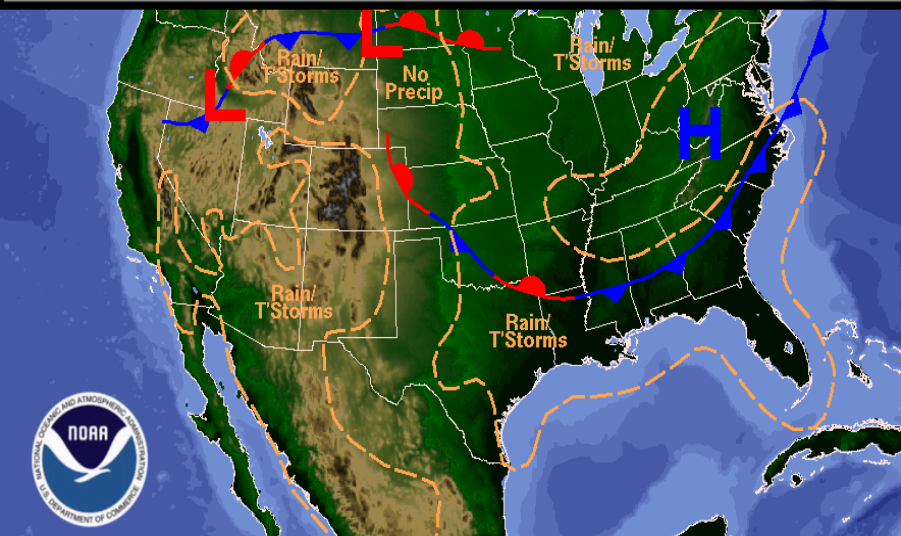 L
Rain/
T'Storms
No
Precip
Rain/
T'Storms
L
H
Rain/
T'Storms
Rain/
T'Storms
NATIONAL OCEANIC AND ATMOSPHERIC ADMINISTRATION
NOAA
U.S. DEPARTMENT OF COMMERCE